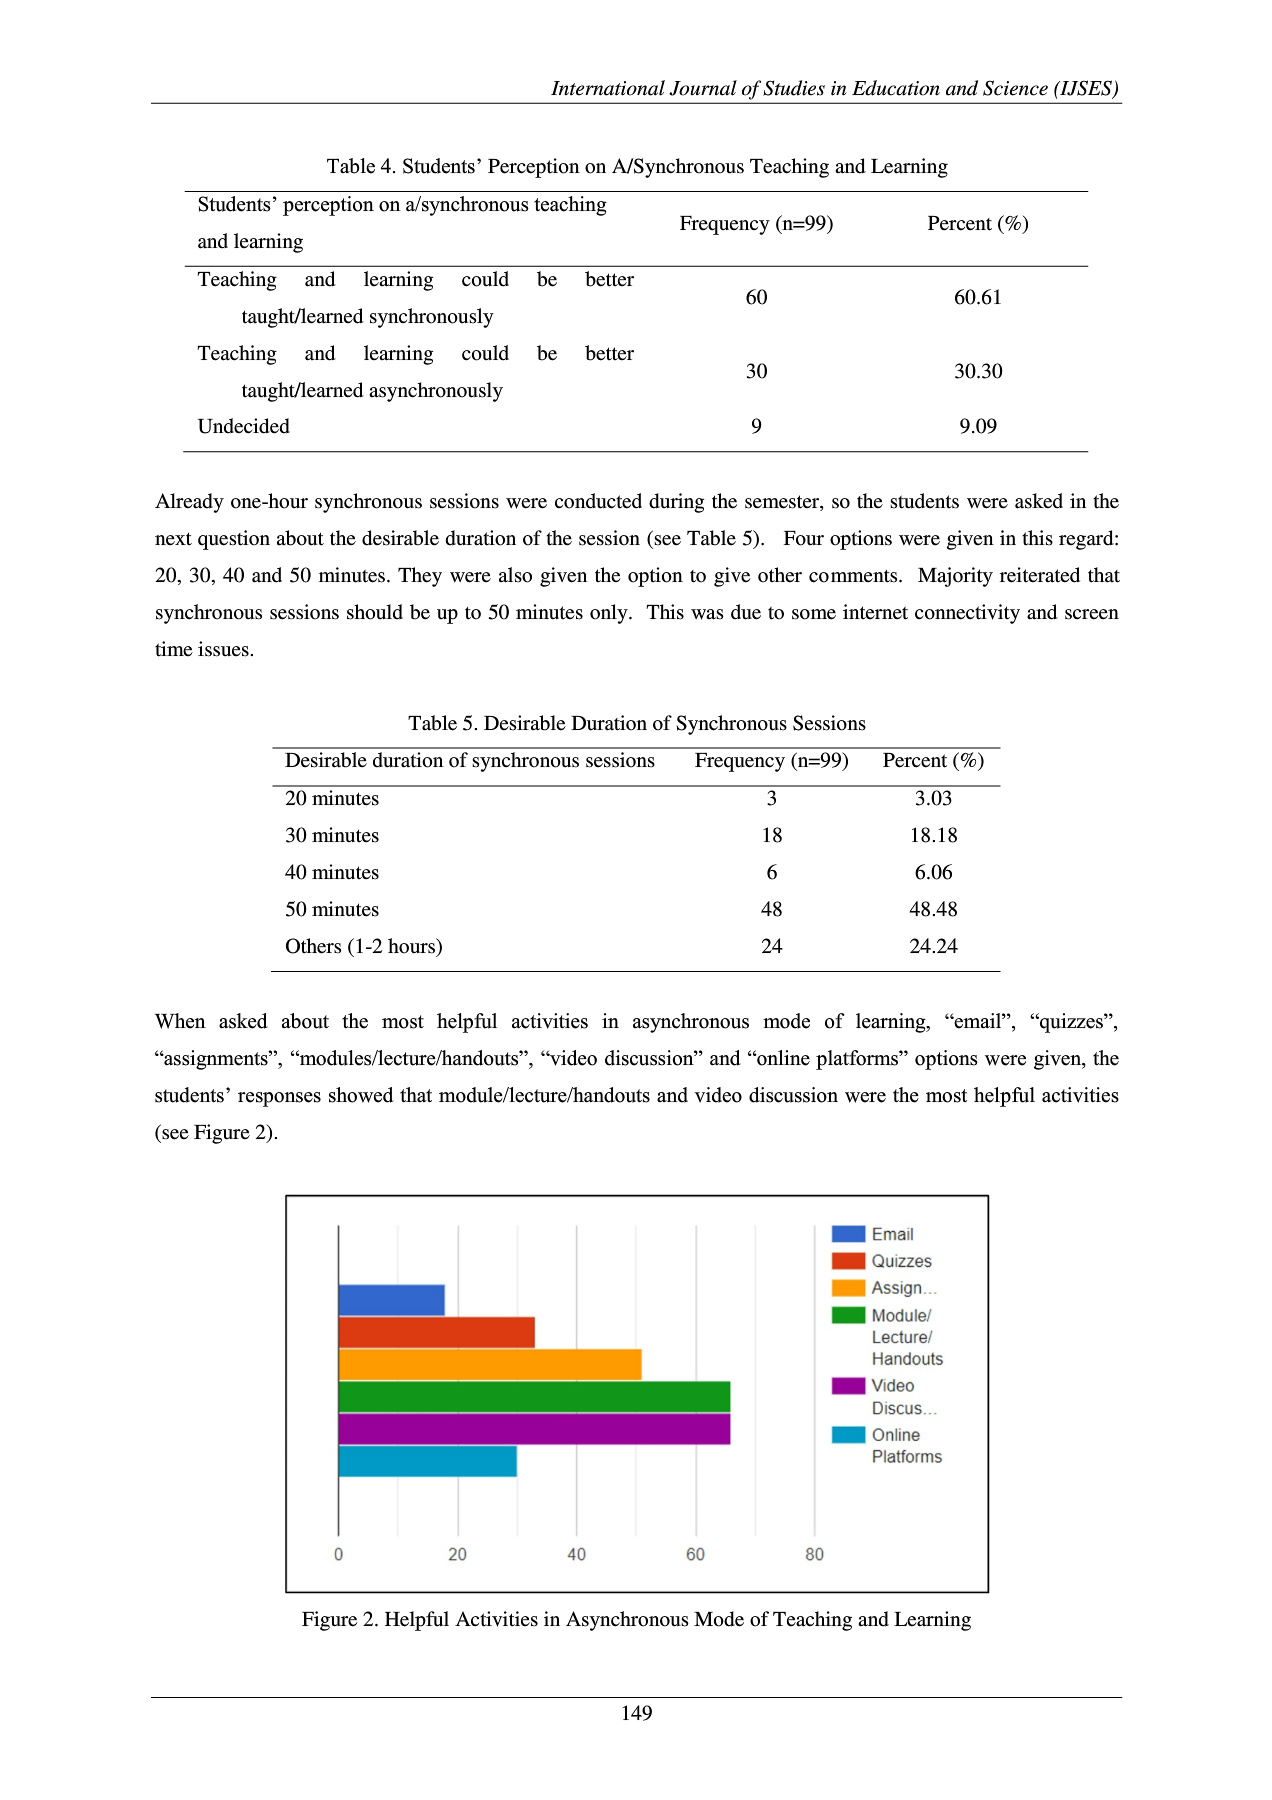 International Journal of Studies in Education and Science (IJSES)
Table 4. Students’ Perception on A/Synchronous Teaching and Learning
Students’ perception on a/synchronous teaching
and learning
Frequency (n=99)
Percent (%)
Teaching and learning could be better
taught/learned synchronously
60
60.61
Teaching and learning could be better
taught/learned asynchronously
30
30.30
Undecided
9
9.09
Already one-hour synchronous sessions were conducted during the semester, so the students were asked in the
next question about the desirable duration of the session (see Table 5). Four options were given in this regard:
20, 30, 40 and 50 minutes. They were also given the option to give other comments. Majority reiterated that
synchronous sessions should be up to 50 minutes only. This was due to some internet connectivity and screen
time issues.
Table 5. Desirable Duration of Synchronous Sessions
Desirable duration of synchronous sessions Frequency (n=99) Percent (%)
20 minutes 3 3.03
30 minutes 18 18.18
40 minutes 6 6.06
50 minutes 48 48.48
Others (1-2 hours) 24 24.24
When asked about the most helpful activities in asynchronous mode of learning, “email”, “quizzes”,
“assignments”, “modules/lecture/handouts”, “video discussion” and “online platforms” options were given, the
students’ responses showed that module/lecture/handouts and video discussion were the most helpful activities
(see Figure 2).
Email
Quizzes
Assign...
Module/
Lecture/
Handouts
Video
Discus...
Online
Platforms
0 20 40 60 80
Figure 2. Helpful Activities in Asynchronous Mode of Teaching and Learning
149